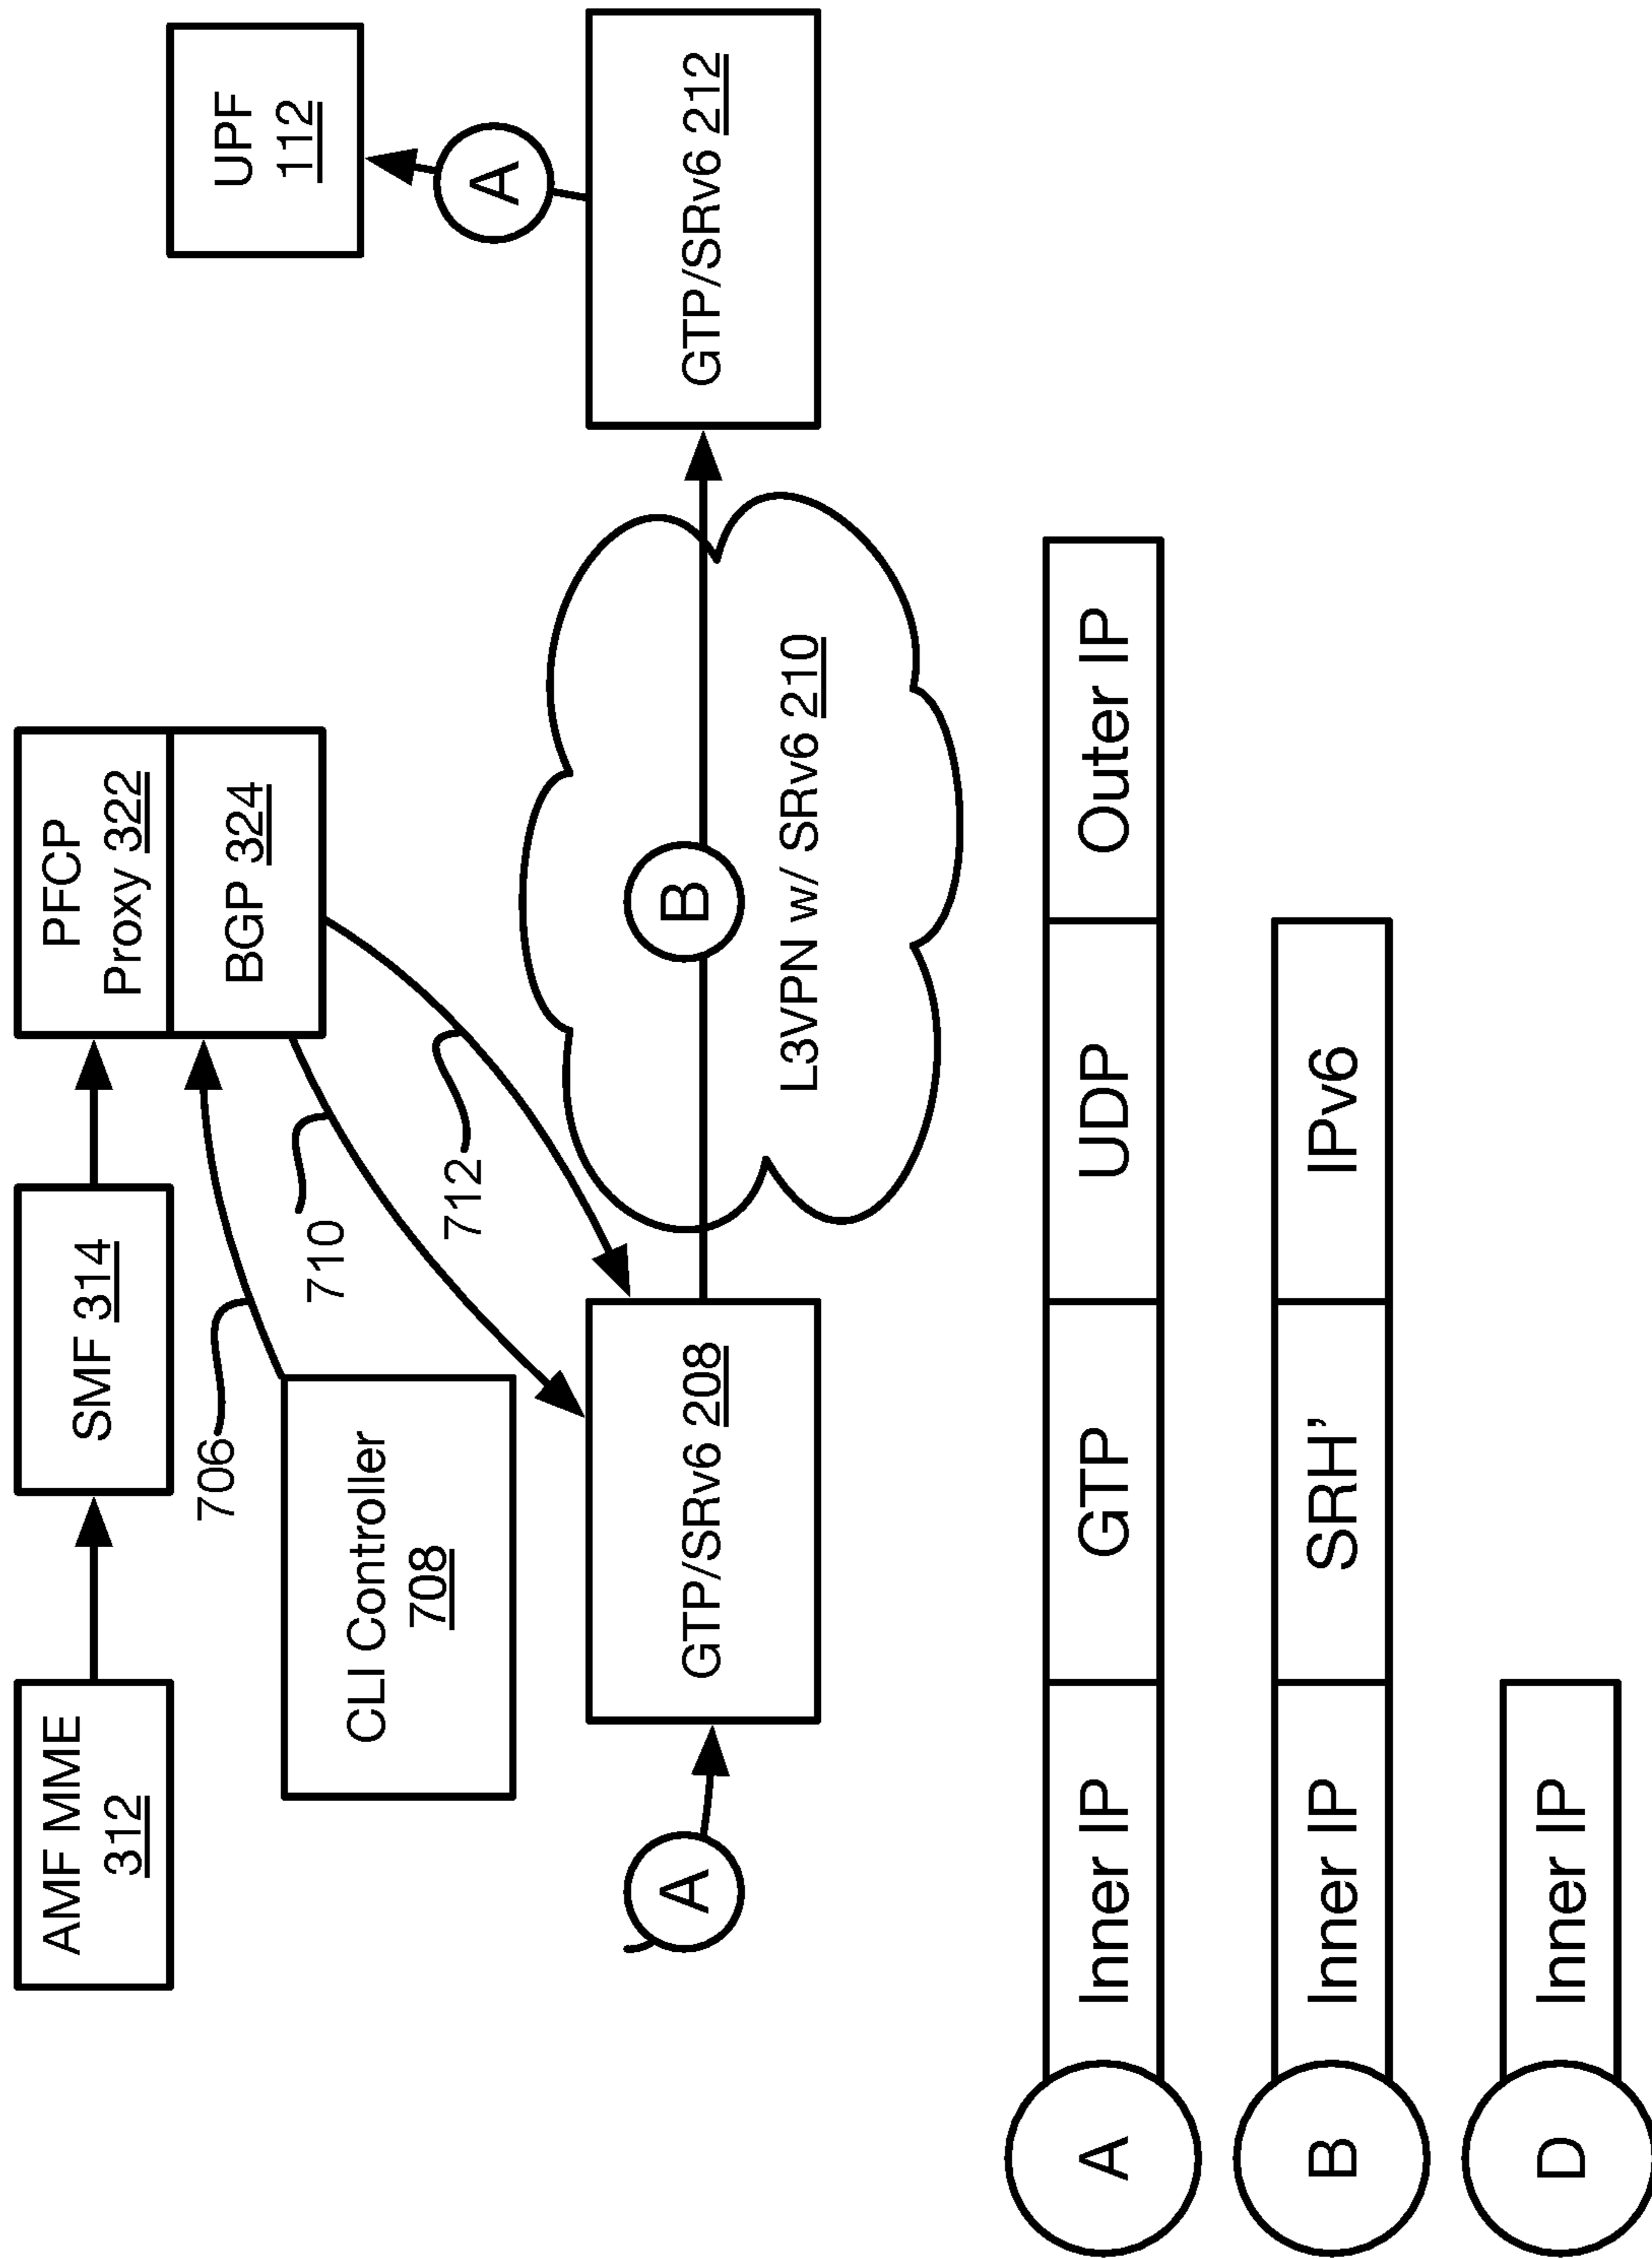 AMF MME
312
SMF 314
PFCP
Proxy 322
BGP 324
UPF
112
A
706
710
712
CLI Controller
708
A
GTP/SRv6 208
B
L3VPN w/ SRv6 210
GTP/SRv6 212
A Inner IP GTP UDP Outer IP
B Inner IP SRH’ IPv6
D Inner IP